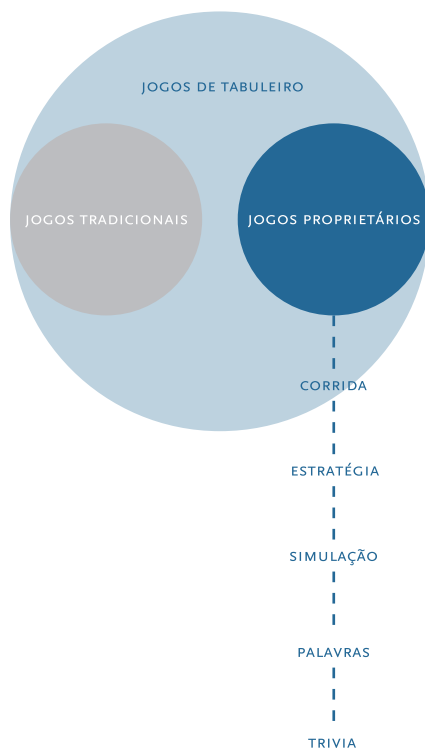 JOGOS DE TABULEIRO
JOGOS TRADICIONAIS
JOGOS PROPRIETÁRIOS
CORRIDA
ESTRATÉGIA
SIMULAÇÃO
PALAVRAS
TRIVIA